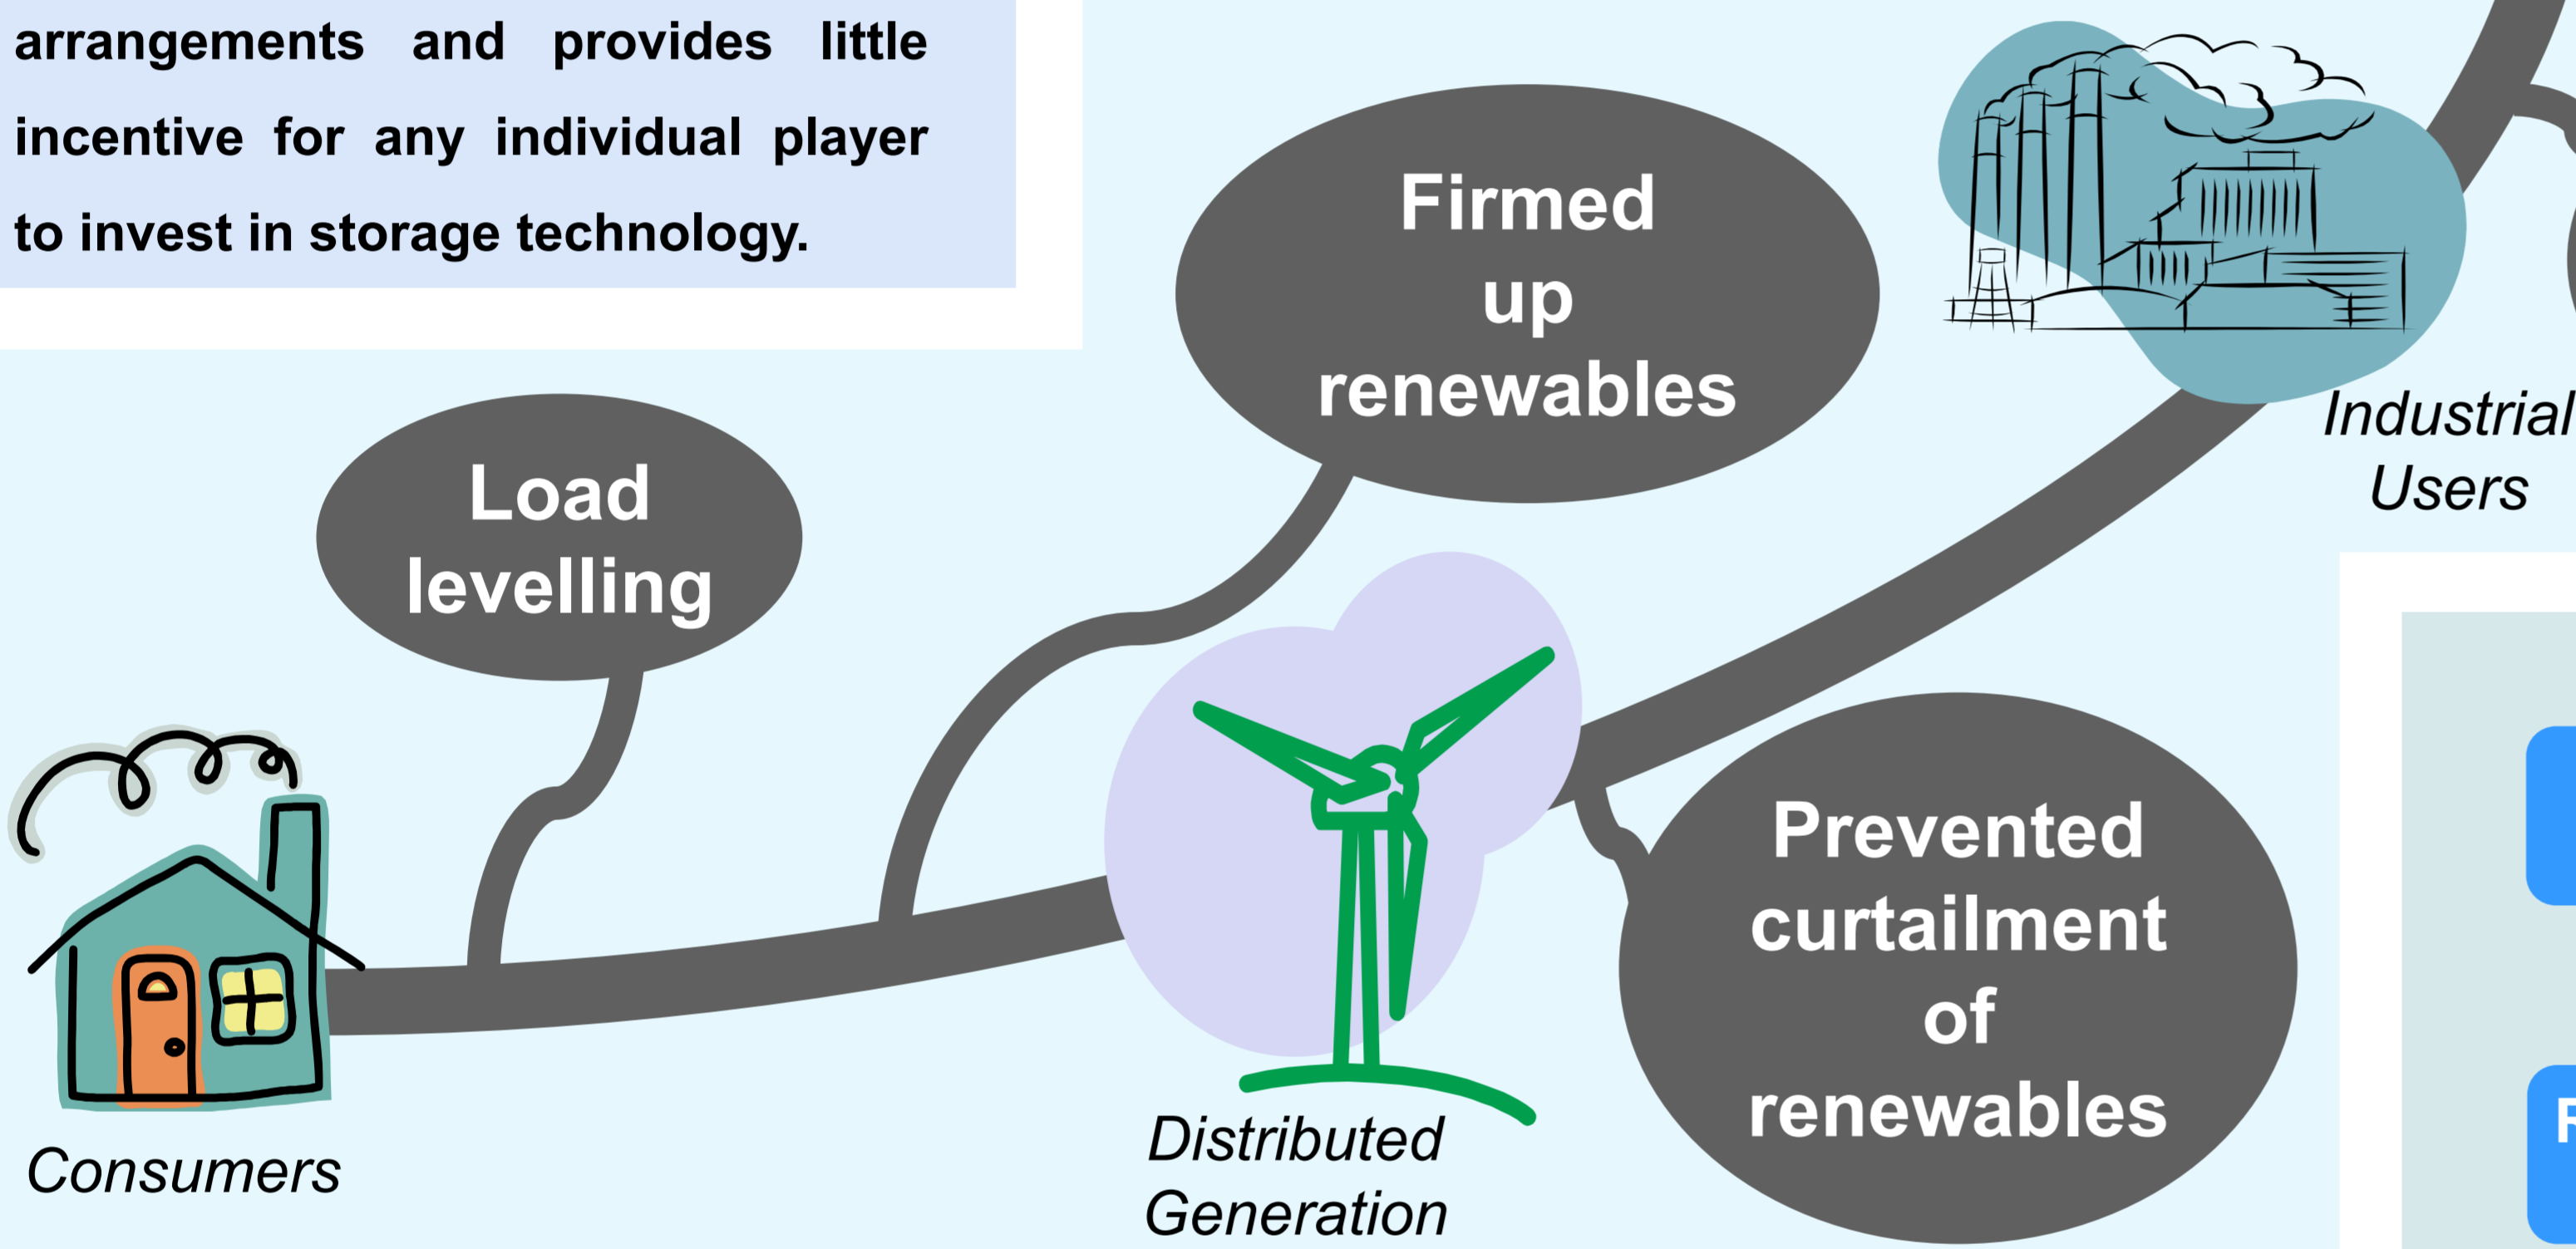 arrangements and provides little
incentive for any individual player
to invest in storage technology.
Firmed
up
renewables
Industrial
Users
Load
levelling
Prevented
curtailment
of
renewables
Consumers
Distributed
Generation